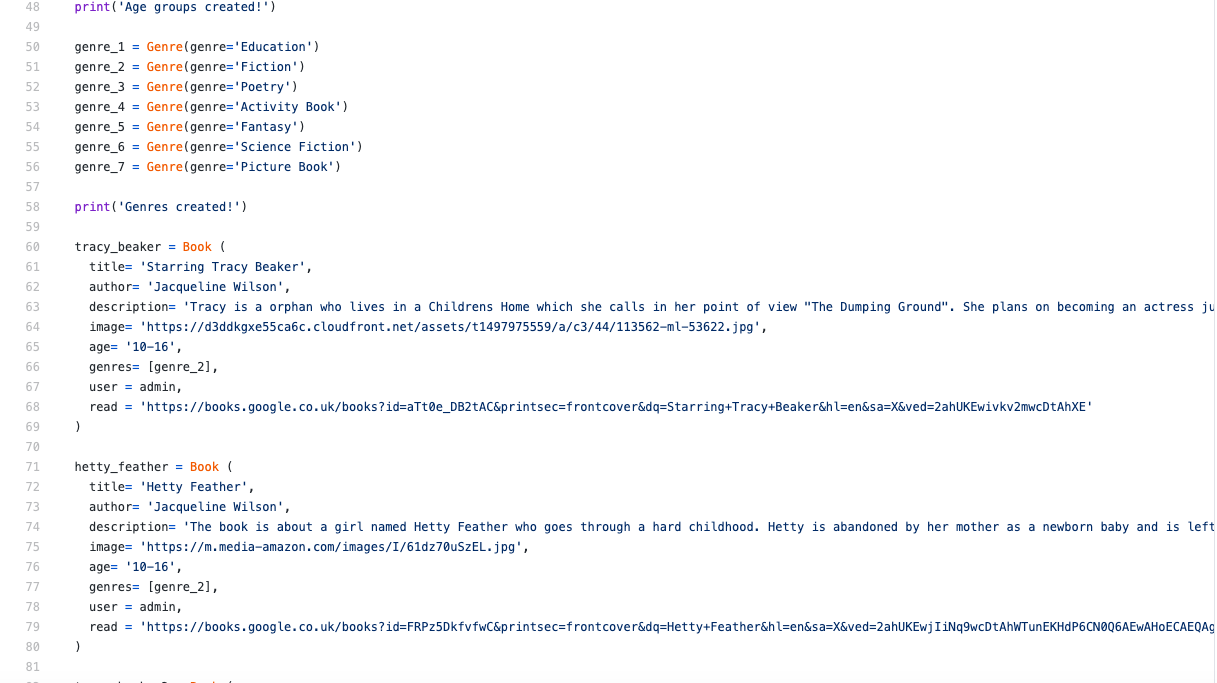 48 print('Age groups created!')
49
50 genre_1 = Genre(genre='Education')
51 genre_2 = Genre(genre='Fiction')
52 genre_3 = Genre(genre='Poetry')
53 genre_4 = Genre(genre='Activity Book')
54 genre_5 = Genre(genre='Fantasy')
55 genre_6 = Genre(genre='Science Fiction')
56 genre_7 = Genre(genre='Picture Book')
57
58 print('Genres created!')
59
60 tracy_beaker = Book (
61 title= 'Starring Tracy Beaker',
62 author= 'Jacqueline Wilson',
63 description= 'Tracy is a orphan who lives in a Childrens Home which she calls in her point of view "The Dumping Ground". She plans on becoming an actress ju
64 image= 'https://d3ddkgxe55ca6c.cloudfront.net/assets/t1497975559/a/c3/44/113562-ml-53622.jpg',
65 age= '10-16',
66 genres= [genre_2],
67 user = admin,
68 read = 'https://books.google.co.uk/books?id=aTt0e_DB2tAC&printsec=frontcover&dq=Starring+Tracy+Beaker&hl=en&sa=X&ved=2ahUKEwivkv2mwcDtAhXE'
69 )
70
71 hetty_feather = Book (
72 title= 'Hetty Feather',
73 author= 'Jacqueline Wilson',
74 description= 'The book is about a girl named Hetty Feather who goes through a hard childhood. Hetty is abandoned by her mother as a newborn baby and is left
75 image= 'https://m.media-amazon.com/images/I/61dz70uSzEL.jpg',
76 age= '10-16',
77 genres= [genre_2],
78 user = admin,
79 read = 'https://books.google.co.uk/books?id=FRPz5DkfvfwC&printsec=frontcover&dq=Hetty+Feather&hl=en&sa=X&ved=2ahUKEwjIiNq9wcDtAhWTunEKHdP6CN0Q6AEwAHoECAEQAg
80 )
81